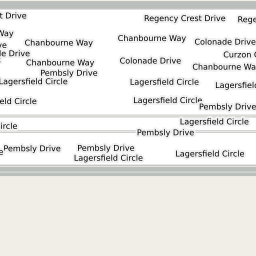 t Drive
Regency Crest Drive
Rege
Way
Chanbourne Way
Chanbourne Way
Colonade Drive
ve
le Drive
Curzon
Chanbourne Way
Colonade Drive
Chanbourne Wa
Pembsly Drive
Lagersfield Circle
Lagersfield Circle
Lagersfiel
eld Circle
Lagersfield Circle
Pembsly Drive
ircle
Lagersfield Circle
Pembsly Drive
e
Pembsly Drive
Pembsly Drive
Lagersfield Circle
Lagersfield Circle